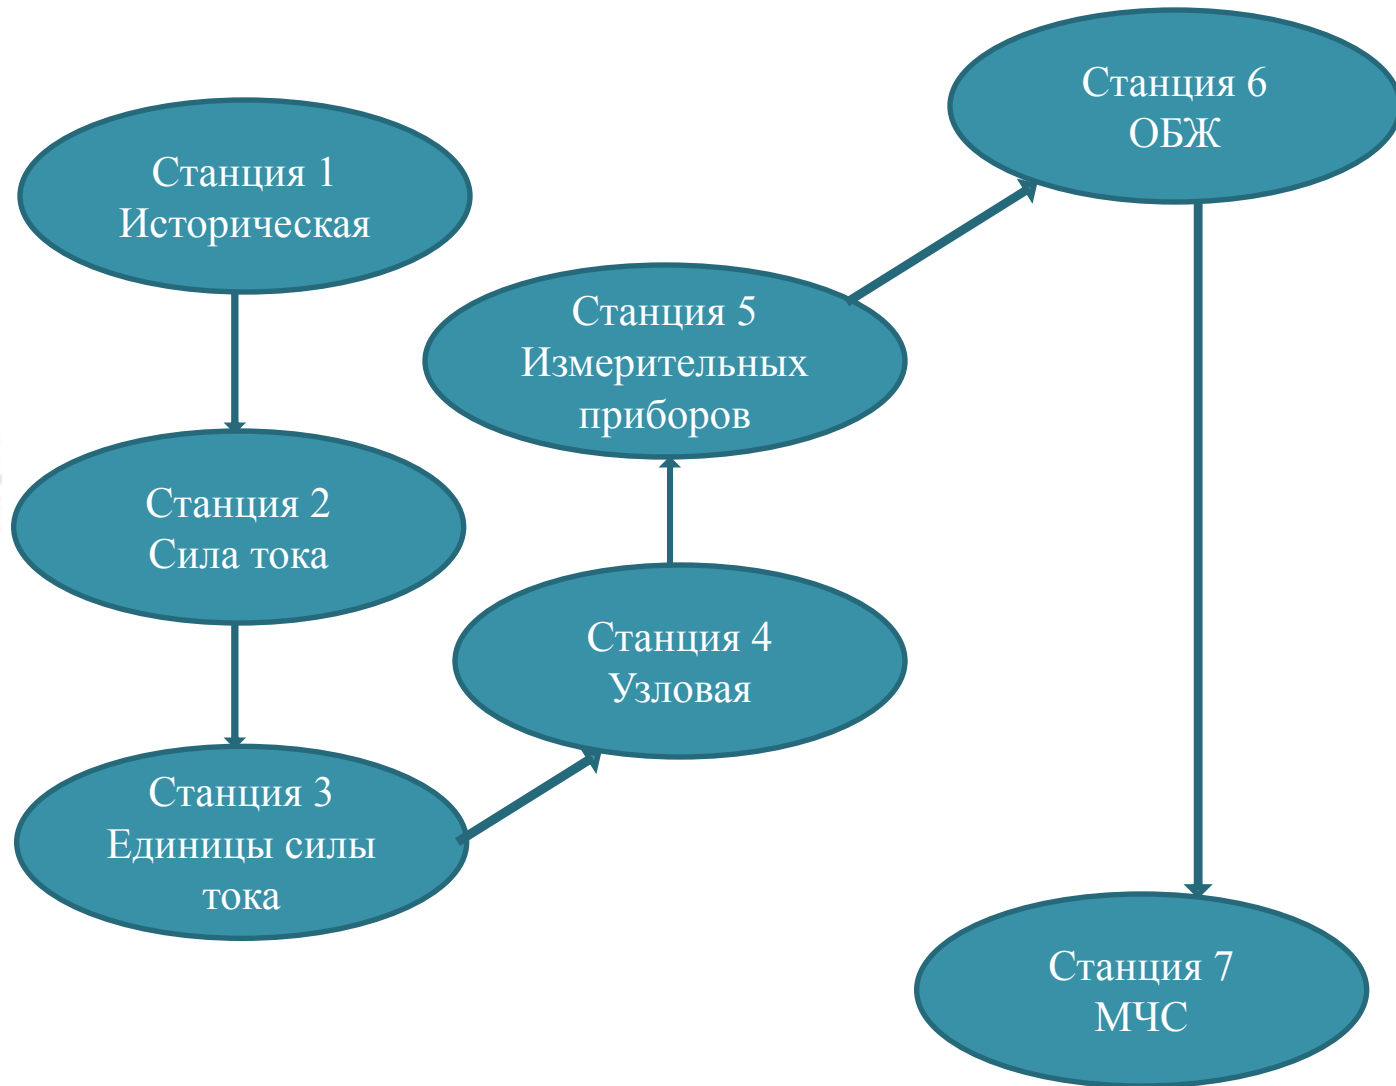 Станция 1
Историческая
Станция 2
Сила тока
Станция 3
Единицы силы
тока
Станция 4
Узловая
Станция 5
Измерительных
приборов
Станция 6
ОБЖ
Станция 7
МЧС